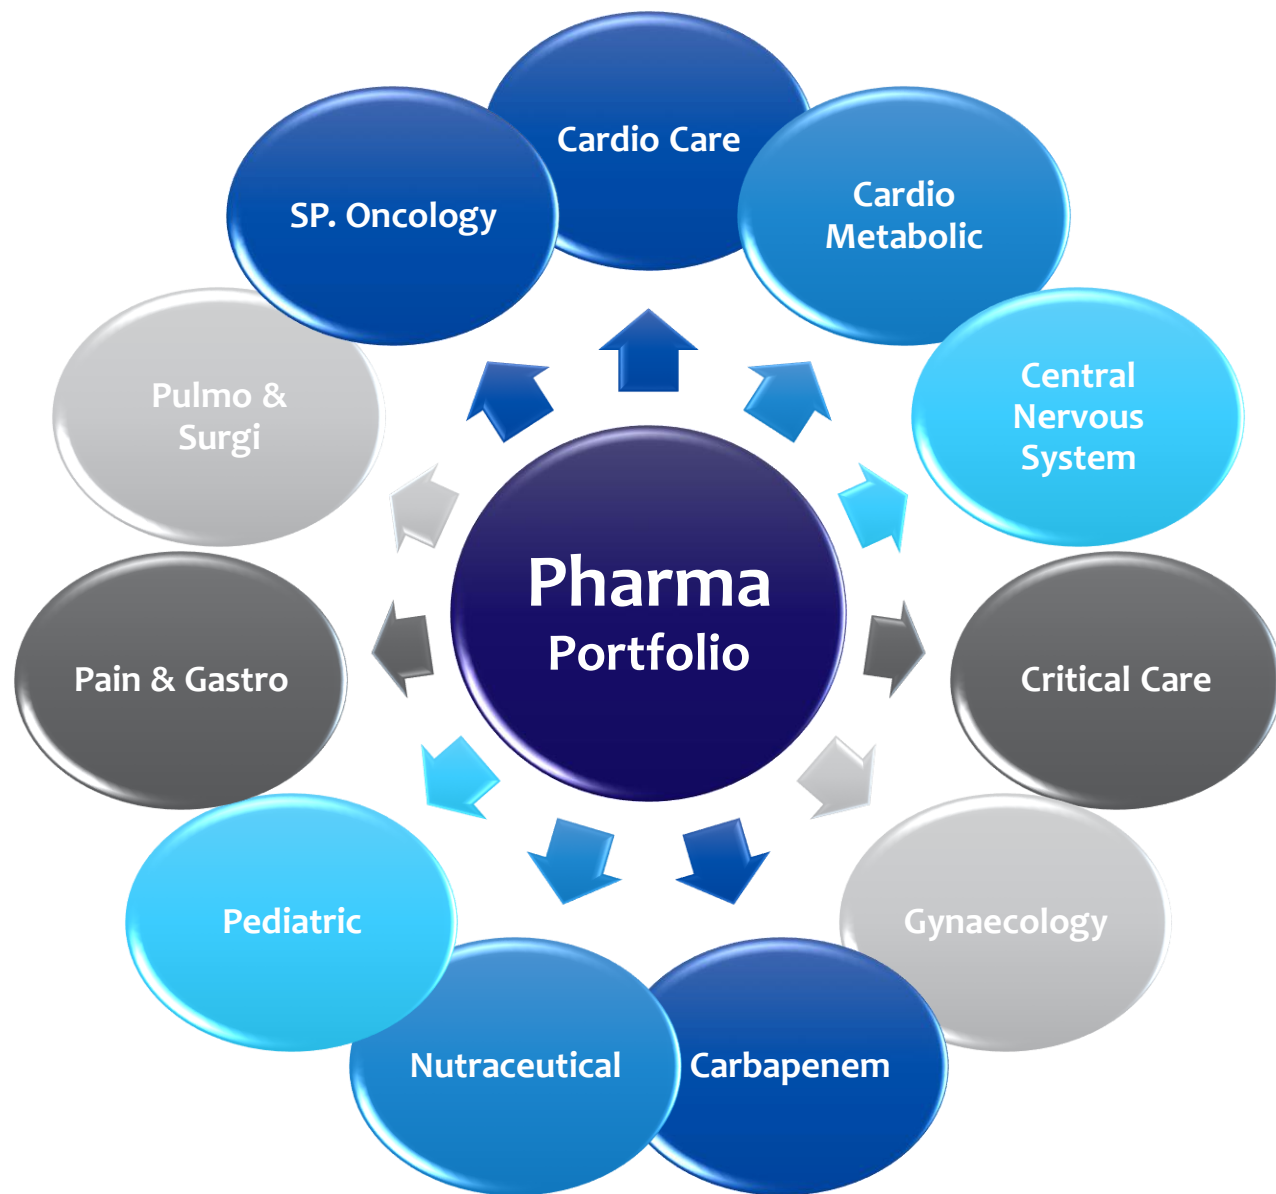 Cardio Care
Cardio
Metabolic
Central
Nervous
System
Critical Care
Gynaecology
Carbapenem
Nutraceutical
Pediatric
Pain & Gastro
Pulmo &
Surgi
SP. Oncology
Pharma
Portfolio